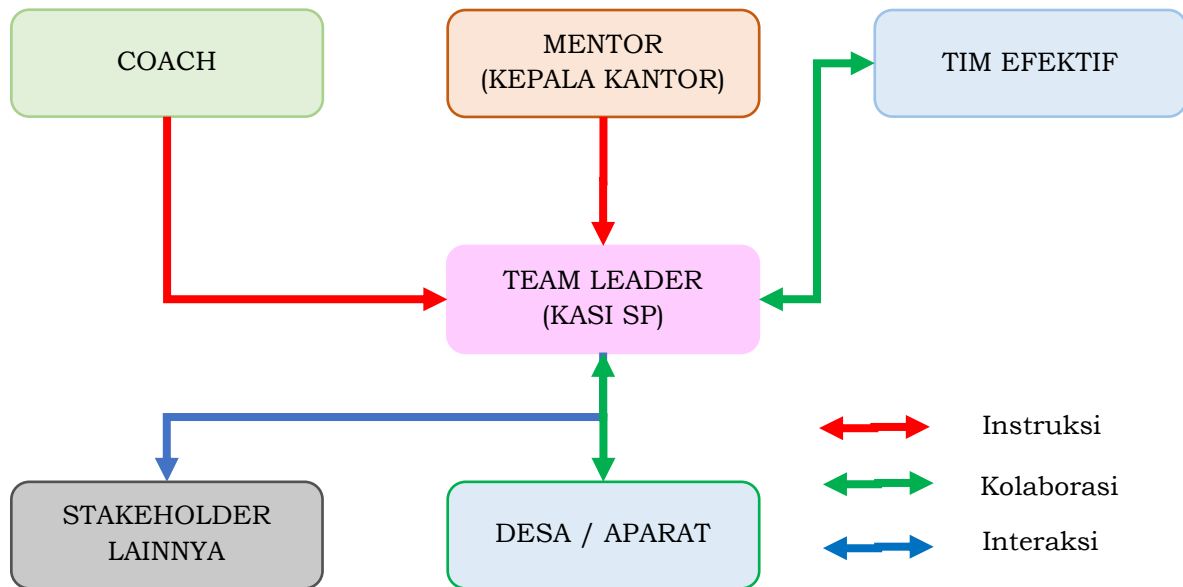 COACH
MENTOR
(KEPALA KANTOR)
TIM EFEKTIF
TEAM LEADER
(KASI SP)
STAKEHOLDER
LAINNYA
DESA / APARAT
Instruksi
Kolaborasi
Interaksi